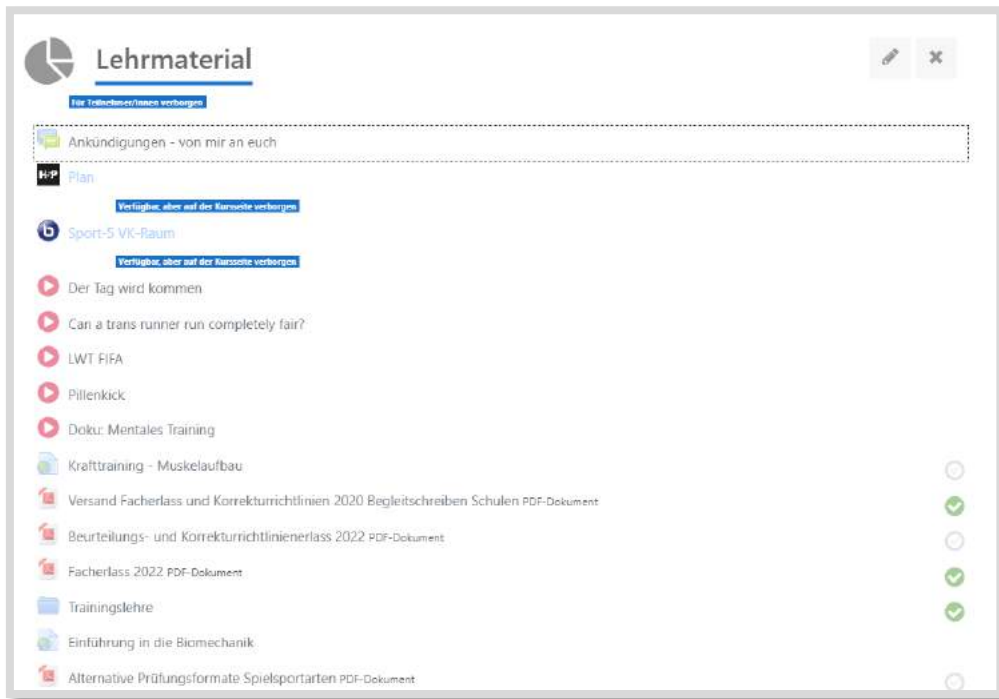 Lehrmaterial
Für Teilnehmer/innen verborgen
Ankündigungen - von mir an euch
H-P Plan
Verfügbar, aber auf der Kursseite verborgen
Sport-5 VK-Raum
Verfügbar, aber auf der Kursseite verborgen
Der Tag wird kommen
Can a trans runner run completely fair?
LWT FIFA
Pillenkick
Doku: Mentales Training
Krafttraining - Muskelaufbau
Versand Facherlass und Korrekturrichtlinien 2020 Begleitschreiben Schulen PDF-Dokument
Beurteilungs- und Korrekturrichtlinienerlass 2022 PDF-Dokument
Facherlass 2022 PDF-Dokument
Trainingslehre
Einführung in die Biomechanik
Alternative Prüfungsformate Spielsportarten PDF-Dokument